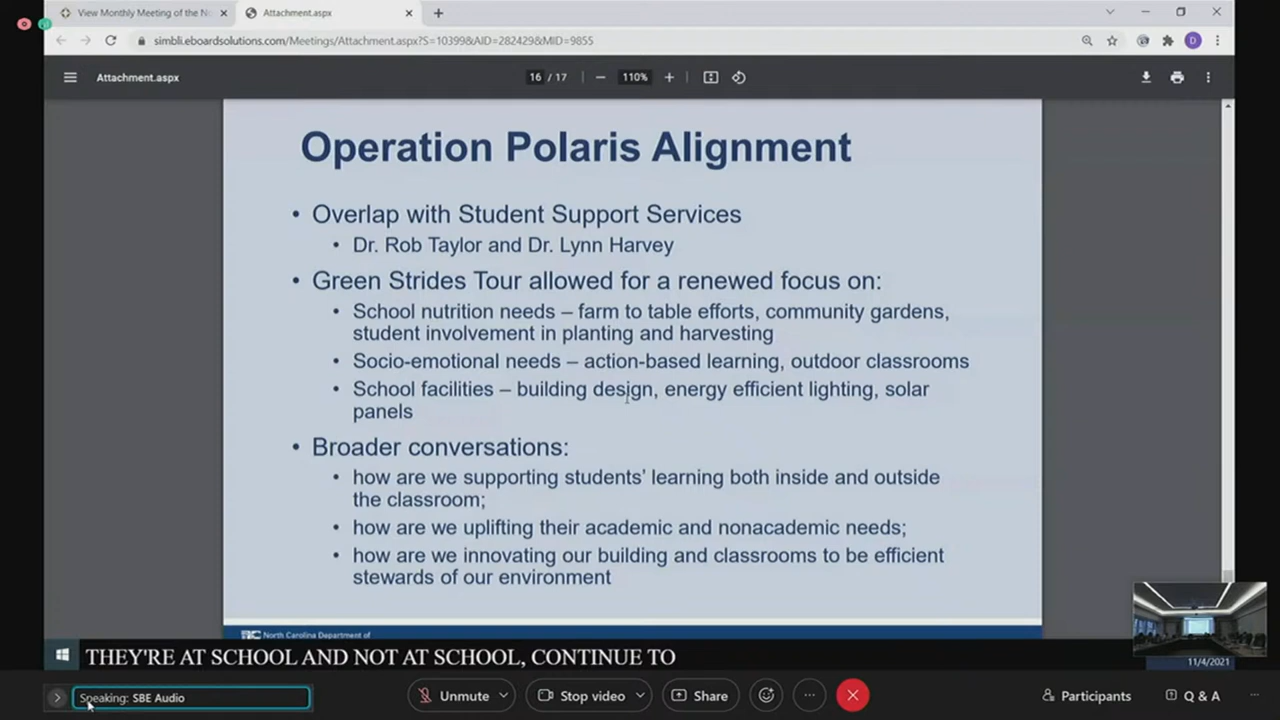 View Monthly Meeting of the N
Attachment.aspx
simbli.eboardsolutions.com/Meetings/Attachment.aspx?S=10399&AID=282429&MID=9855
Attachment.aspx
16 / 17
110%
Operation Polaris Alignment
• Overlap with Student Support Services
• Dr. Rob Taylor and Dr. Lynn Harvey
• Green Strides Tour allowed for a renewed focus on:
• School nutrition needs – farm to table efforts, community gardens,
student involvement in planting and harvesting
• Socio-emotional needs – action-based learning, outdoor classrooms
• School facilities – building design, energy efficient lighting, solar
panels
• Broader conversations:
• how are we supporting students' learning both inside and outside
the classroom;
• how are we uplifting their academic and nonacademic needs;
• how are we innovating our building and classrooms to be efficient
stewards of our environment
North Carolina Department of
THEY'RE AT SCHOOL AND NOT AT SCHOOL, CONTINUE TO
11/4/2021
Speaking: SBE Audio
Unmute
Stop video
Share
Participants
Q & A